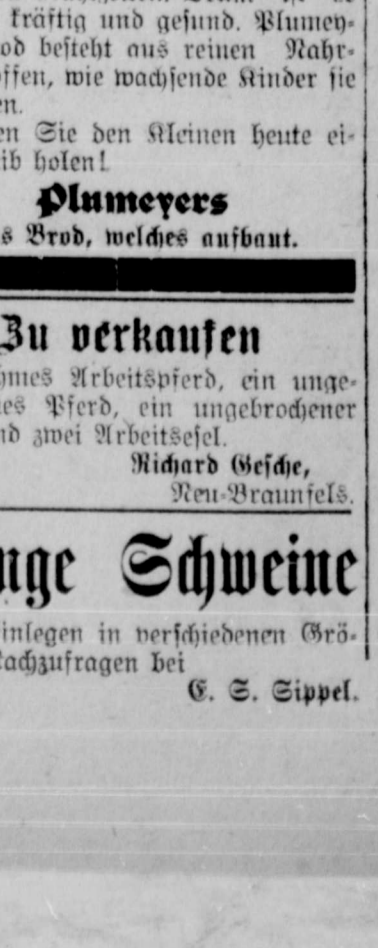 kräftig und gesund. Plumey-
od besteht aus reinen Nahr-
offen, wie wachsende Kinder sie
en.
en Sie den Kleinen heute ei-
ib holen!
Plumeyers
s Brod, welches aufbaut.
Zu verkaufen
hmes Arbeitspferd, ein unge-
es Pferd, ein ungebrochener
nd zwei Arbeitsesel.
Richard Gesche,
Neu-Braunfels.
nge Schweine
inlegen in verschiedenen Grö-
achzufragen bei
E. S. Sippel.